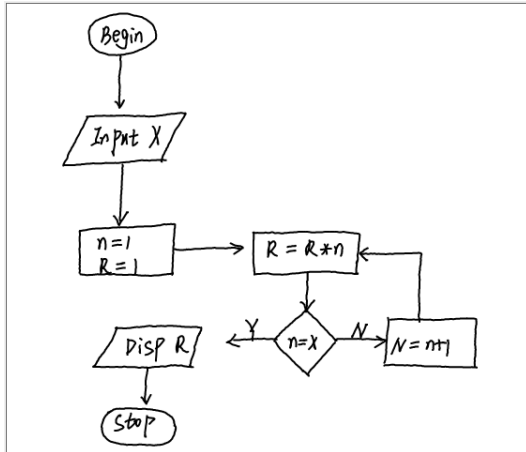 Begin
Input X
n=1
R=1
R = R*n
n=X
Y
N
N=n+1
Disp R
Stop